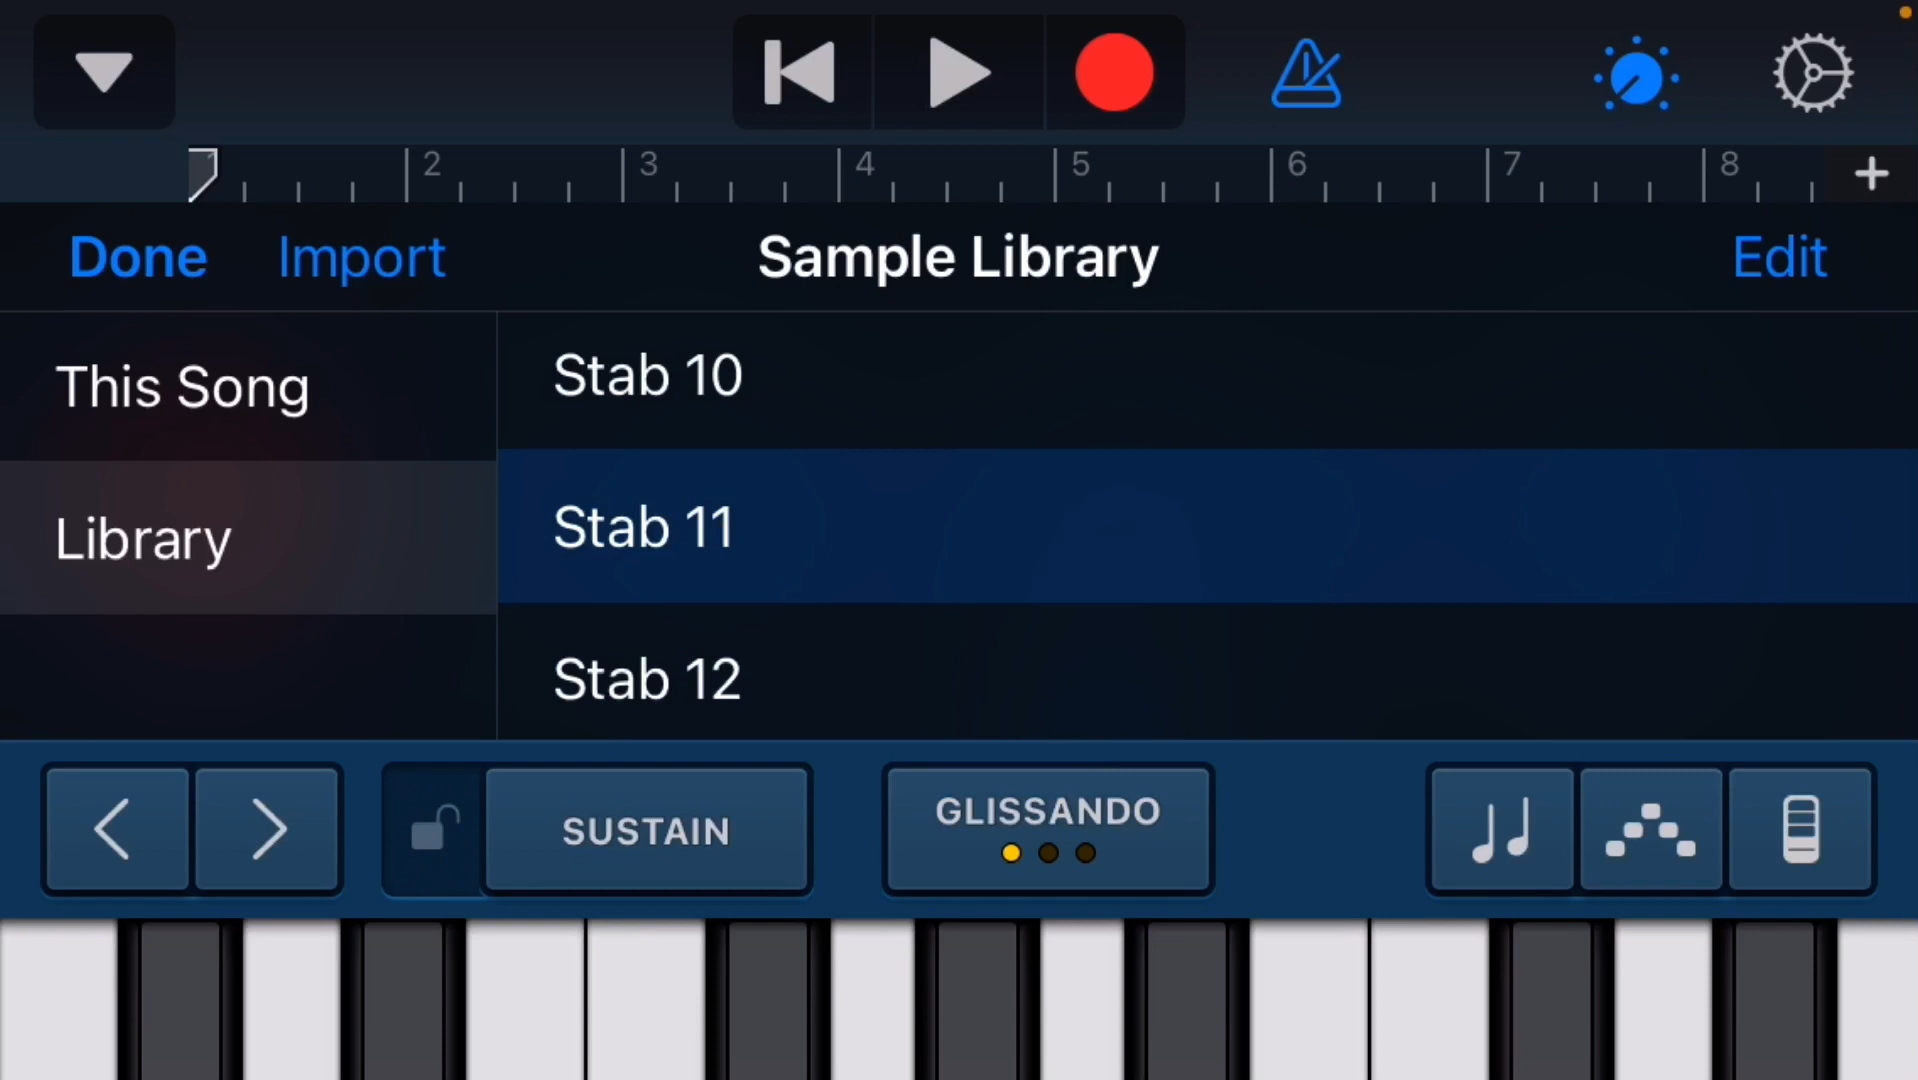 2 3 4 5 6 7 8 +
Done Import Sample Library Edit
This Song
Library
Stab 10
Stab 11
Stab 12
SUSTAIN
GLISSANDO